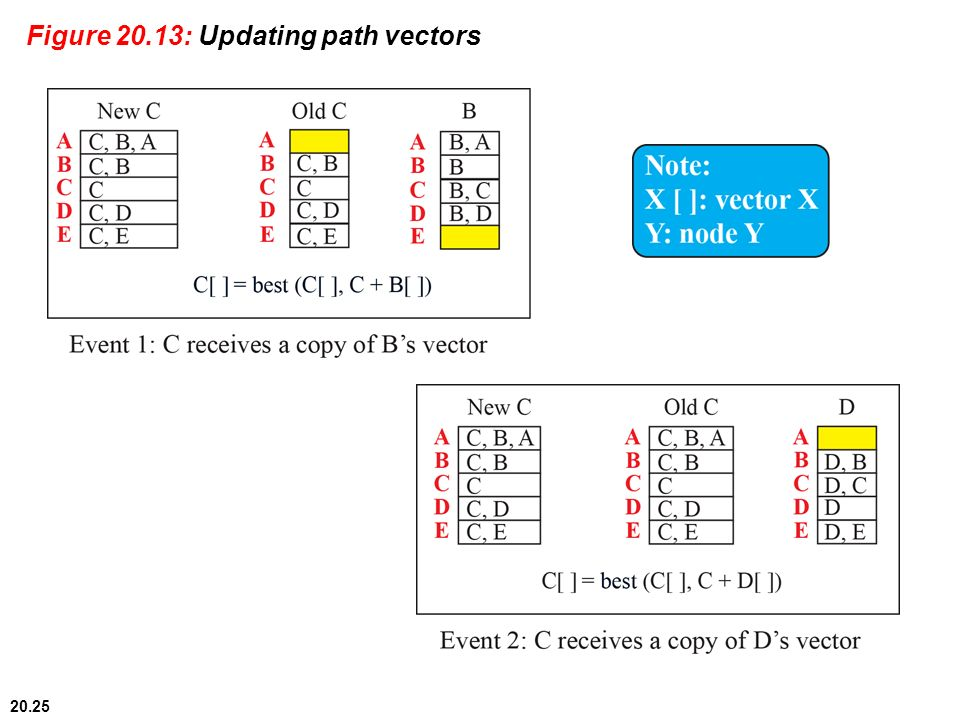 Figure 20.13: Updating path vectors
New C Old C B
A C, B, A A A B, A
B C, B B C, B B B
C C C C C B, C
D C, D D C, D D B, D
E C, E E C, E E
C[ ] = best (C[ ], C + B[ ])
Event 1: C receives a copy of B’s vector
Note:
X [ ]: vector X
Y: node Y
New C Old C D
A C, B, A A C, B, A A
B C, B B C, B B D, B
C C C C C D, C
D C, D D C, D D D
E C, E E C, E E D, E
C[ ] = best (C[ ], C + D[ ])
Event 2: C receives a copy of D’s vector
20.25